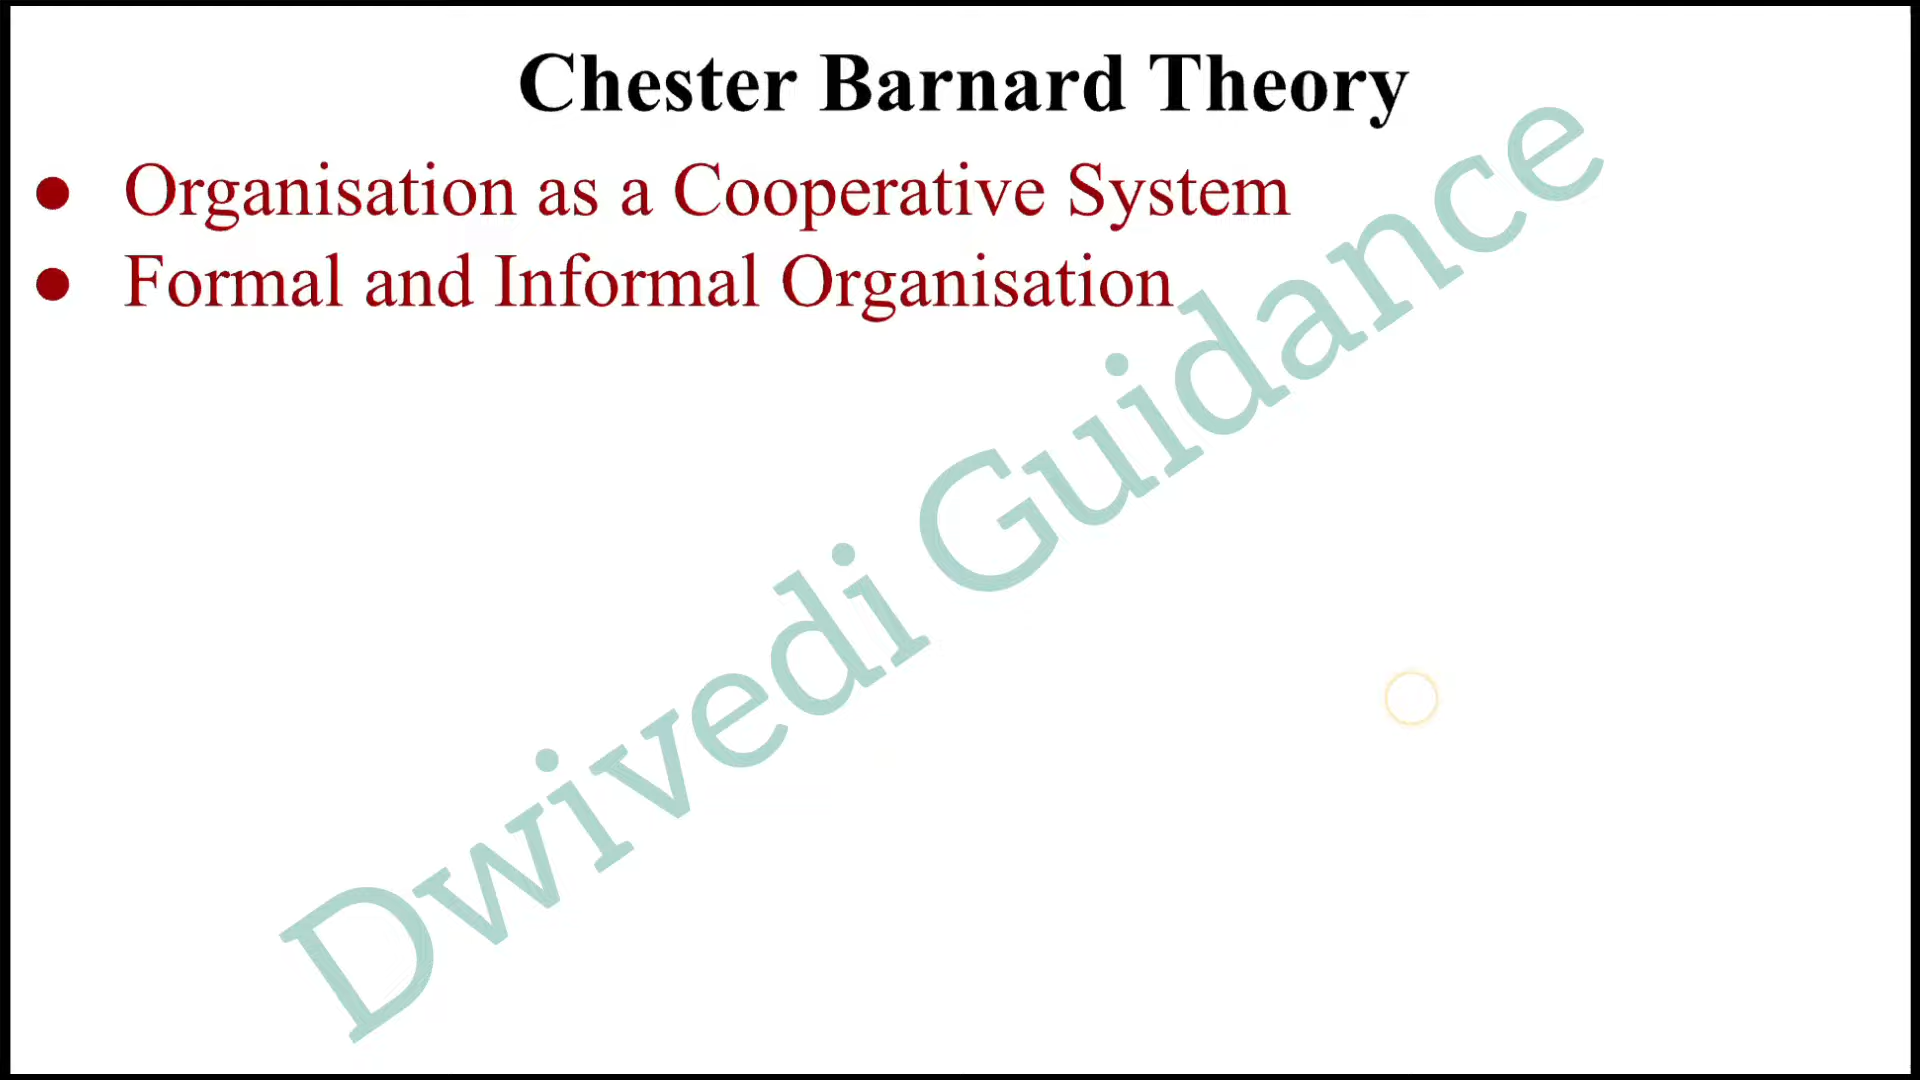 Chester Barnard Theory
● Organisation as a Cooperative System
● Formal and Informal Organisation
Dwivedi Guidance